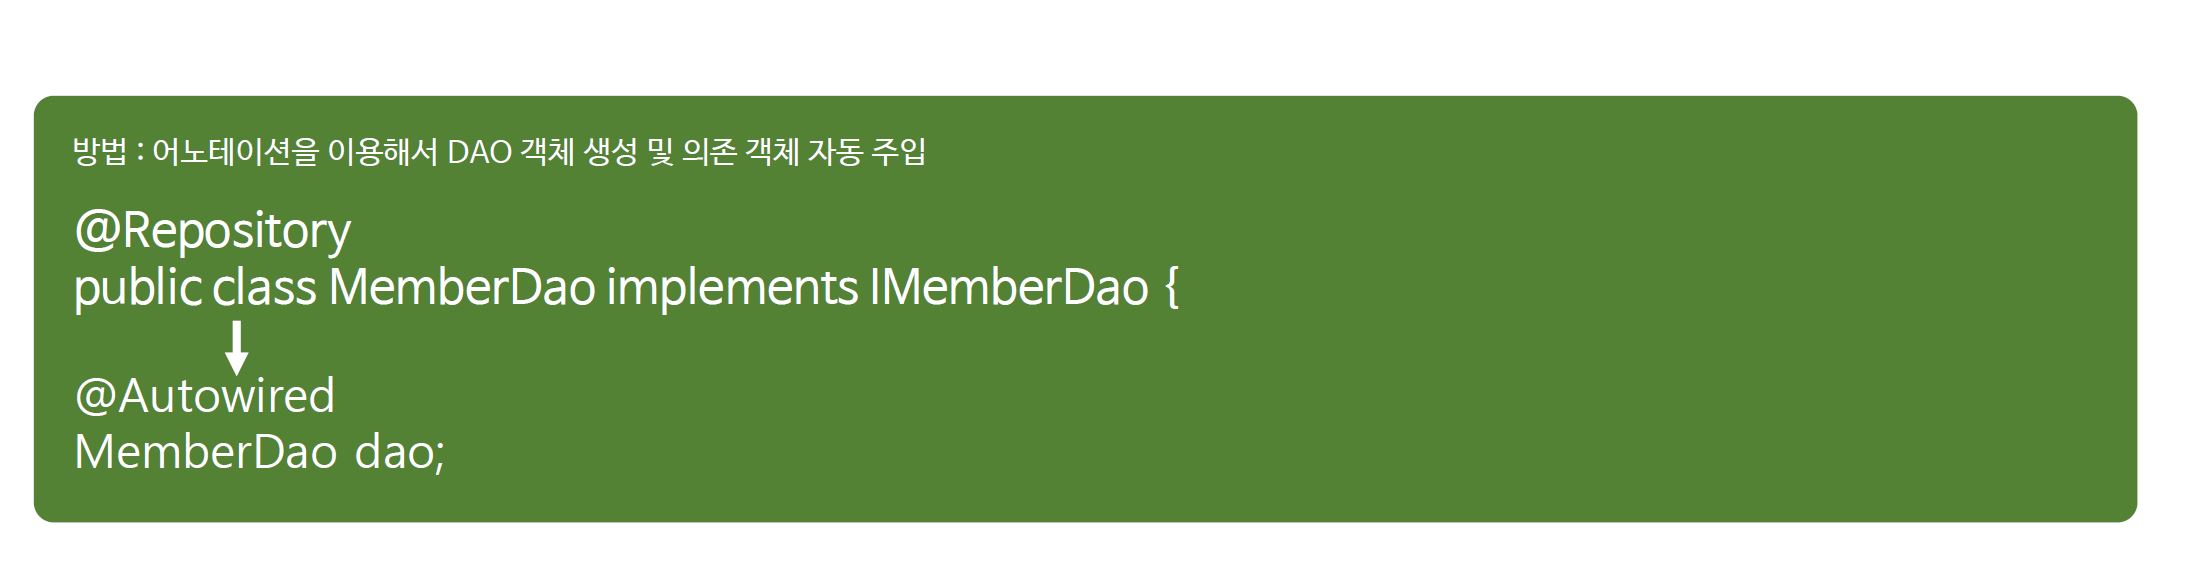 방법 : 어노테이션을 이용해서 DAO 객체 생성 및 의존 객체 자동 주입
@Repository
public class MemberDao implements IMemberDao {
@Autowired
MemberDao dao;